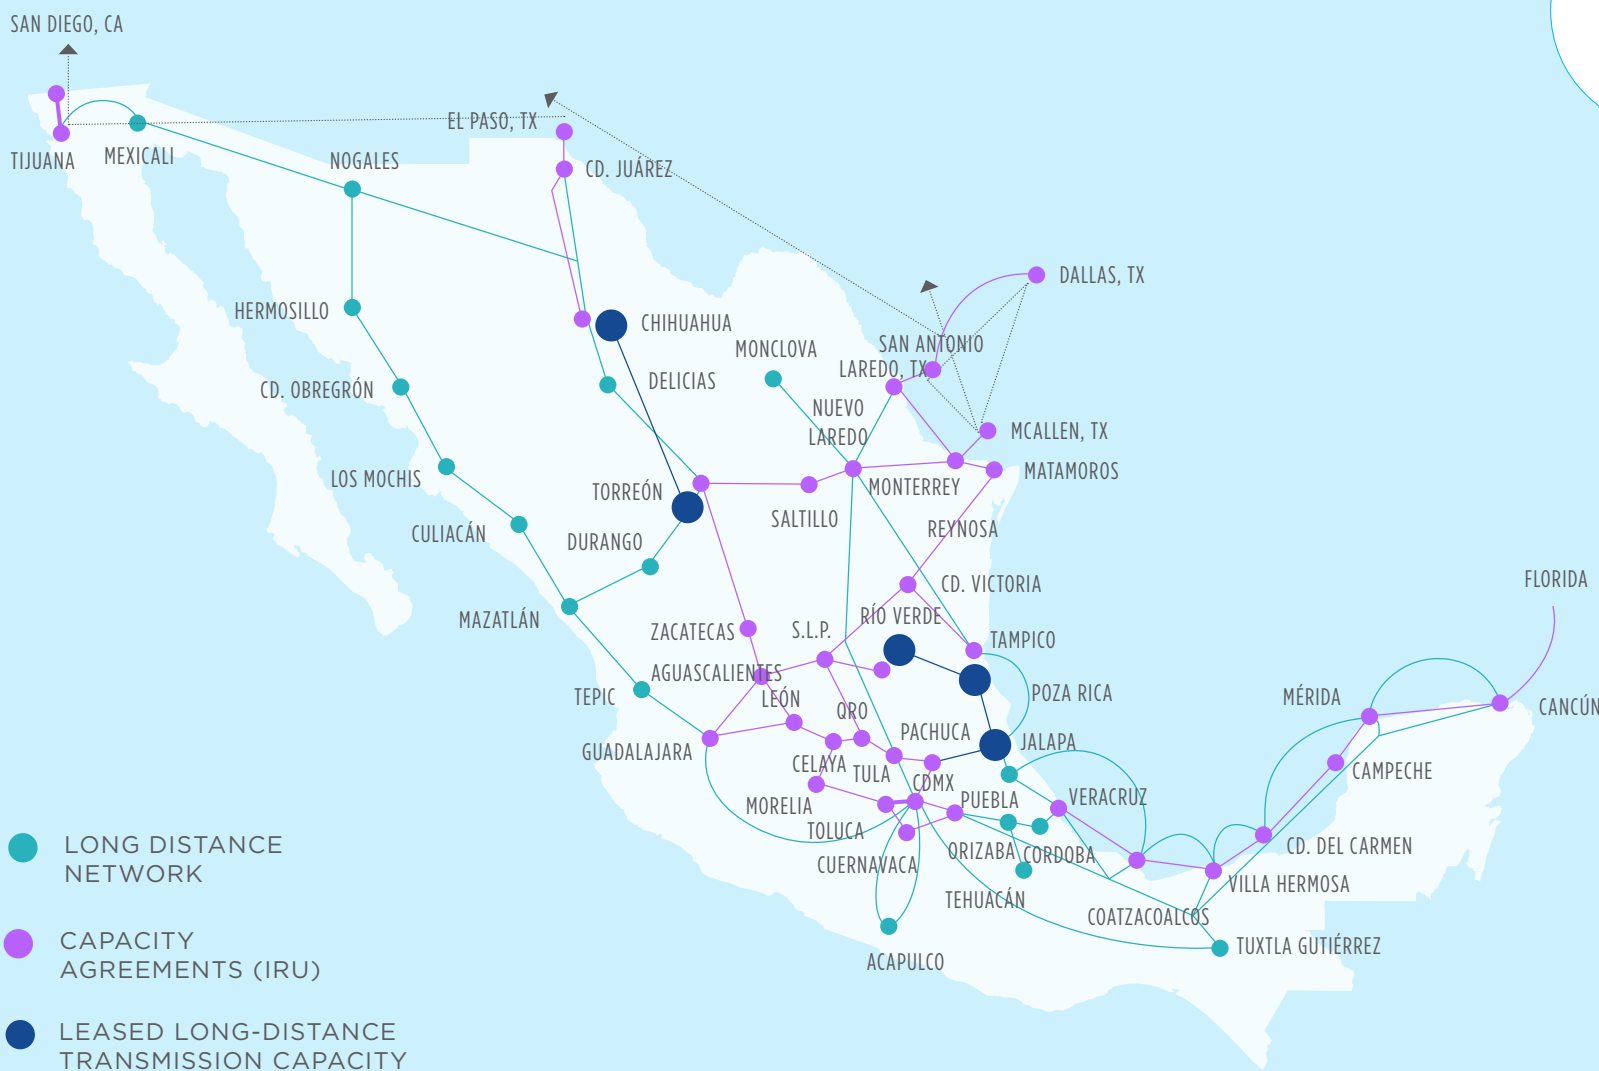 SAN DIEGO, CA
EL PASO, TX
TIJUANA
MEXICALI
NOGALES
CD. JUÁREZ
DALLAS, TX
HERMOSILLO
CHIHUAHUA
MONCLOVA
SAN ANTONIO
LAREDO, TX
CD. OBREGRÓN
DELICIAS
NUEVO
LAREDO
MCALLEN, TX
LOS MOCHIS
TORREÓN
MONTERREY
MATAMOROS
SALTILLO
CULIACÁN
DURANGO
REYNOSA
FLORIDA
CD. VICTORIA
MAZATLÁN
ZACATECAS
S.L.P.
RÍO VERDE
TAMPICO
AGUASCALIENTES
TEPIC
LEÓN
POZA RICA
MÉRIDA
CANCÚN
QRO
GUADALAJARA
PACHUCA
JALAPA
CELAYA
TULA
CDMX
CAMPECHE
MORELIA
PUEBLA
VERACRUZ
TOLUCA
CUERNAVACA
ORIZABA
CORDOBA
CD. DEL CARMEN
TEHUACÁN
VILLA HERMOSA
COATZACOALCOS
TUXTLA GUTIÉRREZ
ACAPULCO
LONG DISTANCE
NETWORK
CAPACITY
AGREEMENTS (IRU)
LEASED LONG-DISTANCE
TRANSMISSION CAPACITY